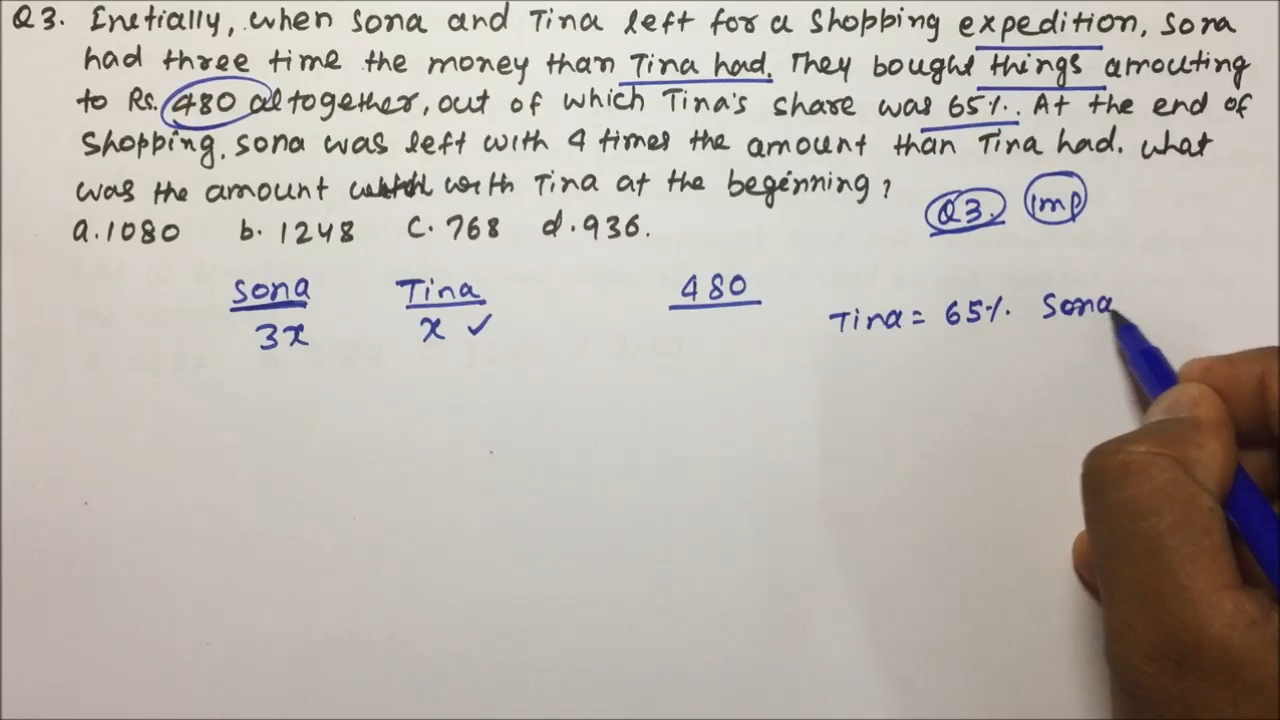 Q3. Initially, when Sona and Tina left for a Shopping expedition, Sona
had three time the money than Tina had. They bought things amouting
to Rs. 480 altogether, out of which Tina's share was 65%. At the end of
Shopping, Sona was left with 4 times the amount than Tina had. what
was the amount with Tina at the beginning?
a. 1080 b. 1248 c. 768 d. 936.
Q3. Imp
Sona Tina 480
3x x ✓ Tina = 65% Sona